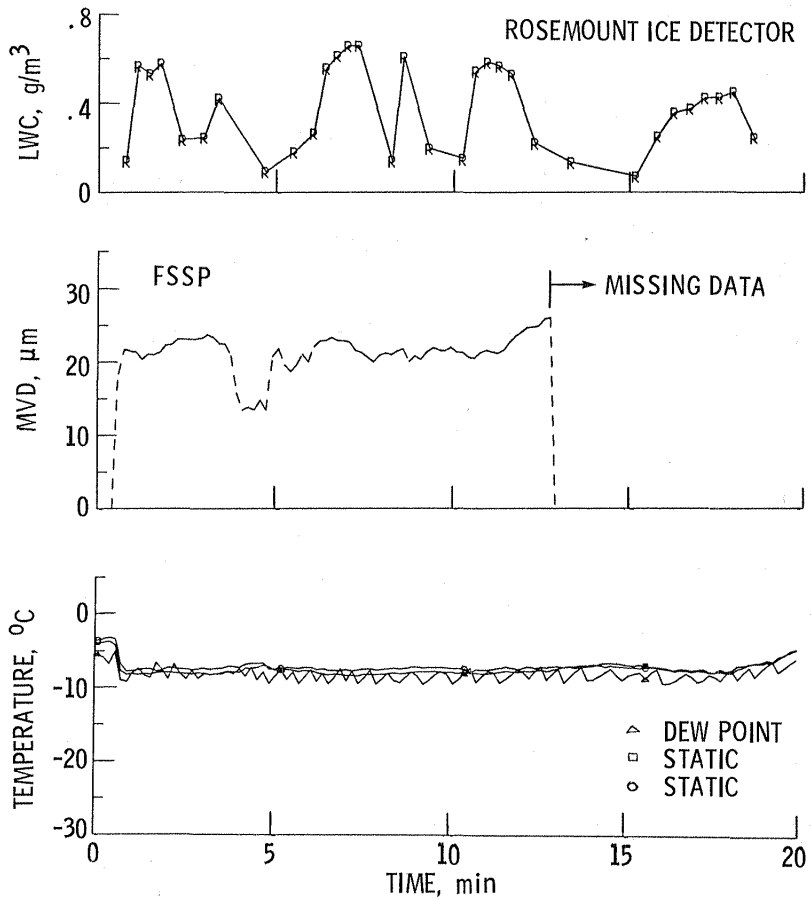 ROSEMOUNT ICE DETECTOR
LWC, g/m³
.8
.4
0
FSSP
MISSING DATA
MVD, µm
30
20
10
0
TEMPERATURE, °C
0
-10
-20
-30
DEW POINT
STATIC
STATIC
0 5 10 15 20
TIME, min